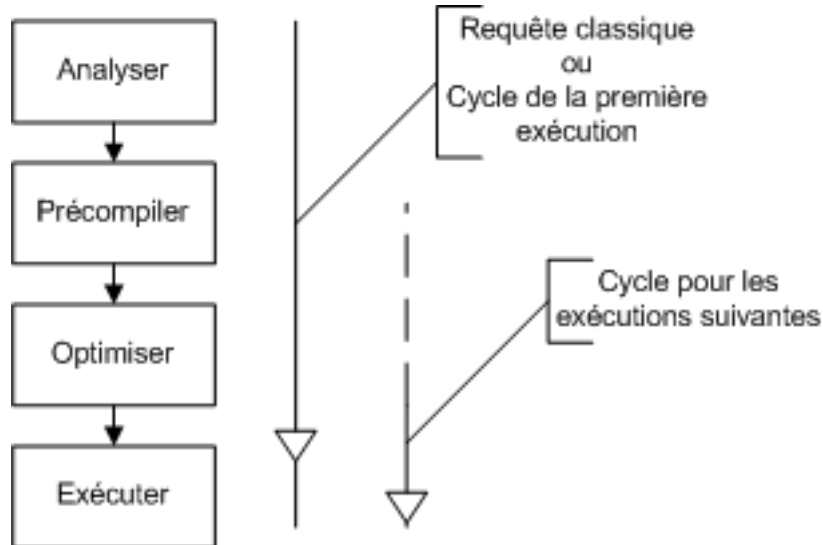 Analyser
Précompiler
Optimiser
Exécuter
Requête classique
ou
Cycle de la première
exécution
Cycle pour les
exécutions suivantes